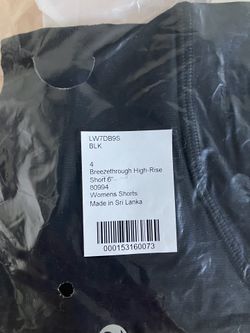 LW7DB9S
BLK
4
Breezethrough High-Rise
Short 6"
80994
Womens Shorts
Made in Sri Lanka
000153160073